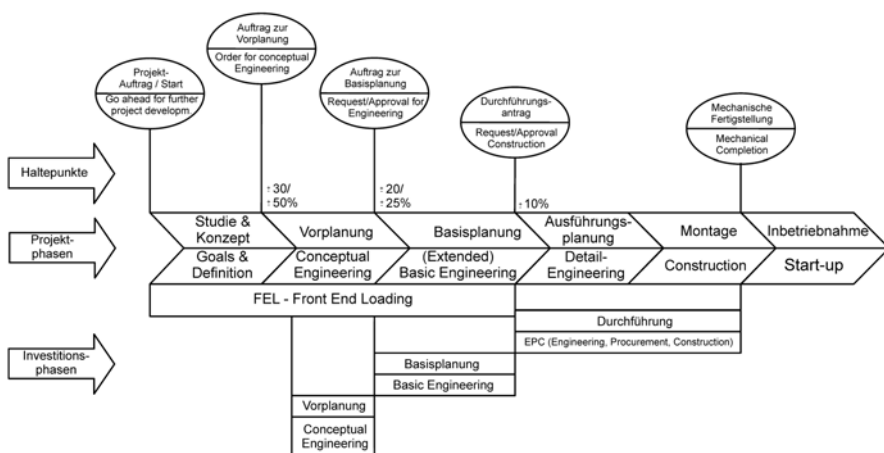 Auftrag zur
Vorplanung
Order for conceptual
Engineering
Projekt-
Auftrag / Start
Go ahead for further
project developm.
Auftrag zur
Basisplanung
Request/Approval for
Engineering
Durchführungs-
antrag
Request/Approval
Construction
Mechanische
Fertigstellung
Mechanical
Completion
Haltepunkte
÷ 30/
÷ 50%
÷ 20/
÷ 25%
÷ 10%
Projekt-
phasen
Studie &
Konzept
Goals &
Definition
Vorplanung
Conceptual
Engineering
Basisplanung
(Extended)
Basic Engineering
Ausführungs-
planung
Detail-
Engineering
Montage
Construction
Inbetriebnahme
Start-up
FEL - Front End Loading
Investitions-
phasen
Durchführung
EPC (Engineering, Procurement, Construction)
Basisplanung
Basic Engineering
Vorplanung
Conceptual
Engineering